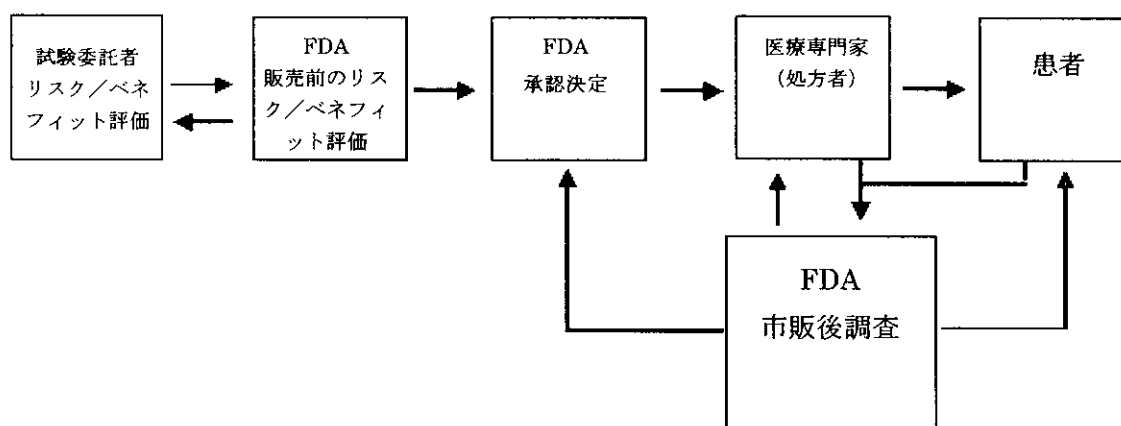 試験委託者
リスク／ベネ
フィット評価
FDA
販売前のリス
ク／ベネフィ
ット評価
FDA
承認決定
医療専門家
（処方者）
患者
FDA
市販後調査